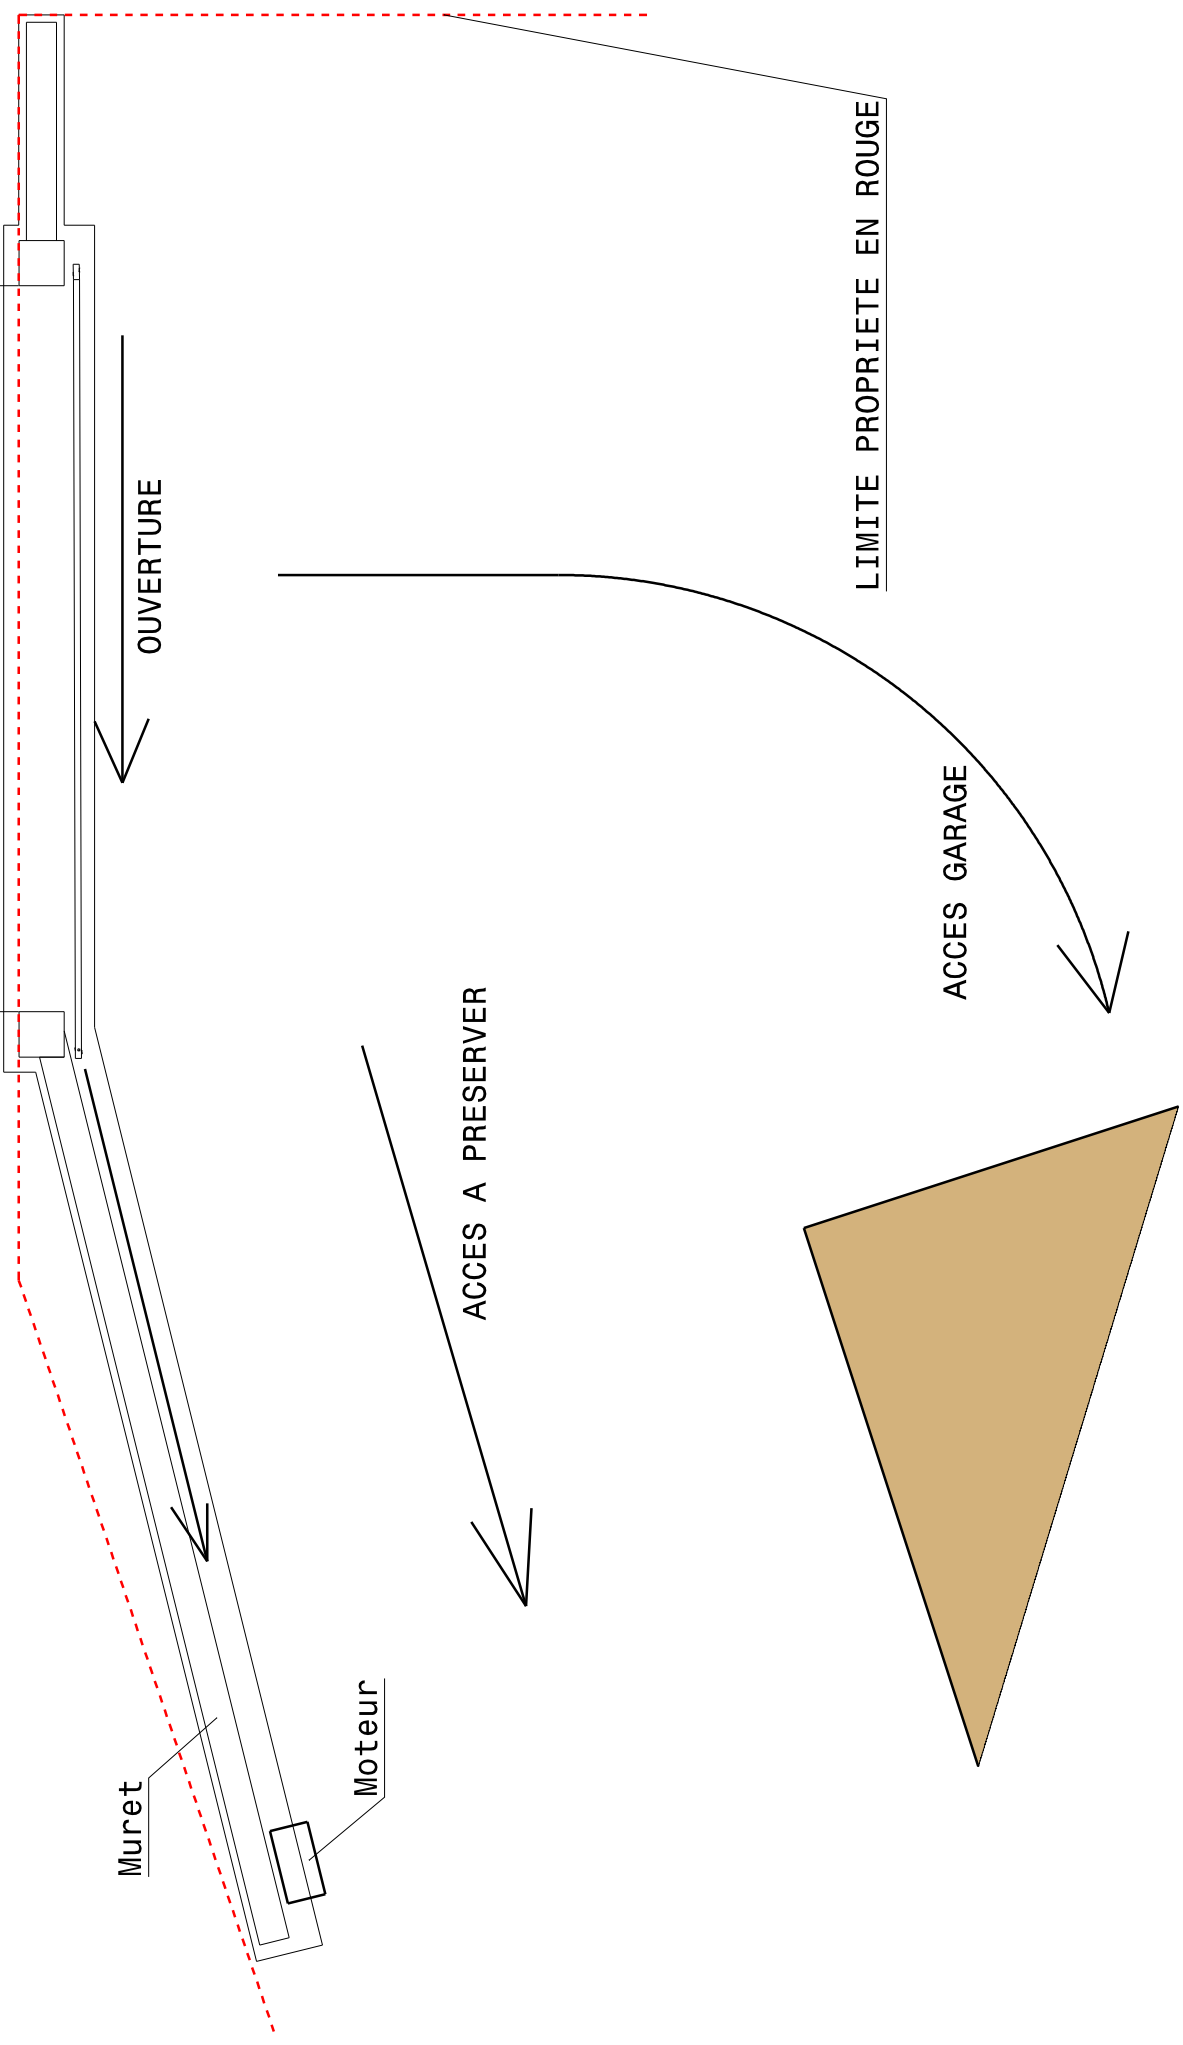 LIMITE PROPRIETE EN ROUGE
OUVERTURE
ACCES GARAGE
ACCES A PRESERVER
Moteur
Muret